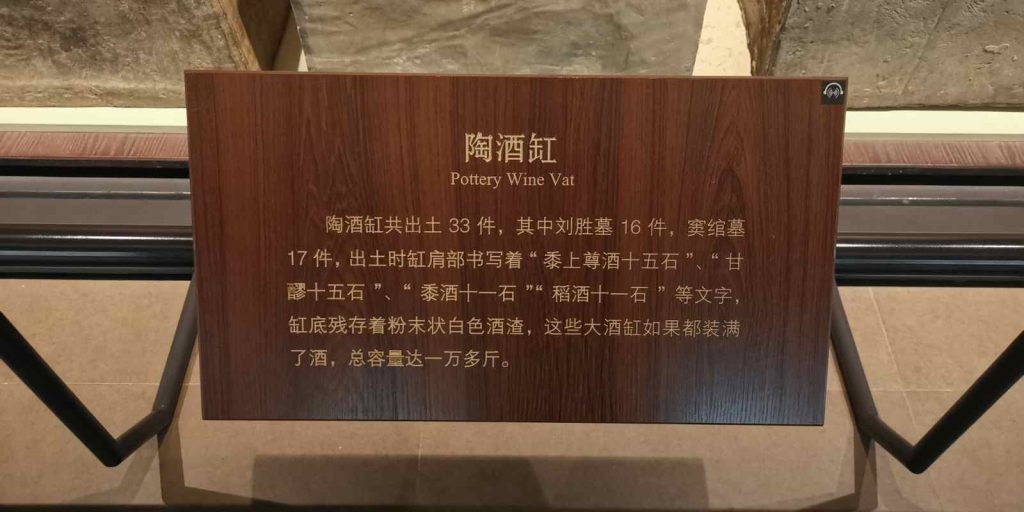 陶酒缸
Pottery Wine Vat
陶酒缸共出土 33 件，其中刘胜墓 16 件，窦绾墓
17 件，出土时缸肩部书写着“黍上尊酒十五石”、“甘
醪十五石”、“黍酒十一石”“稻酒十一石”等文字，
缸底残存着粉末状白色酒渣，这些大酒缸如果都装满
了酒，总容量达一万多斤。